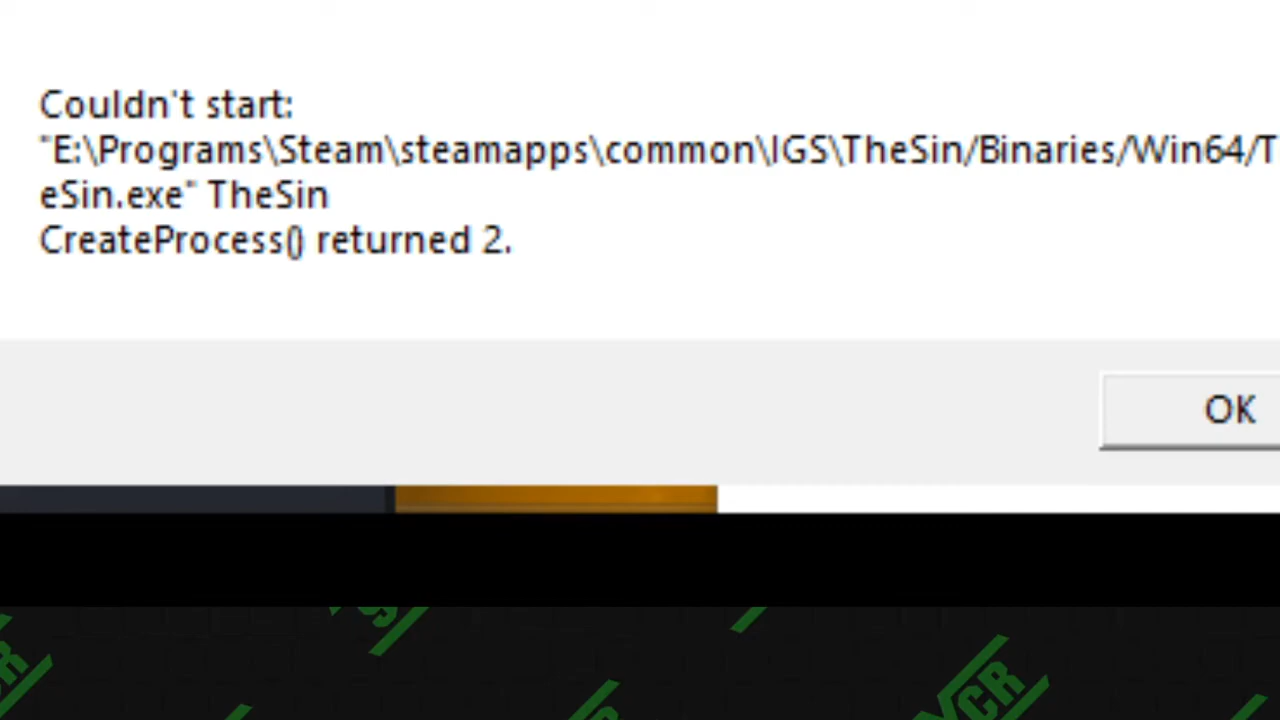 Couldn't start:
"E:\Programs\Steam\steamapps\common\IGS\TheSin/Binaries/Win64/T
eSin.exe" TheSin
CreateProcess() returned 2.
OK